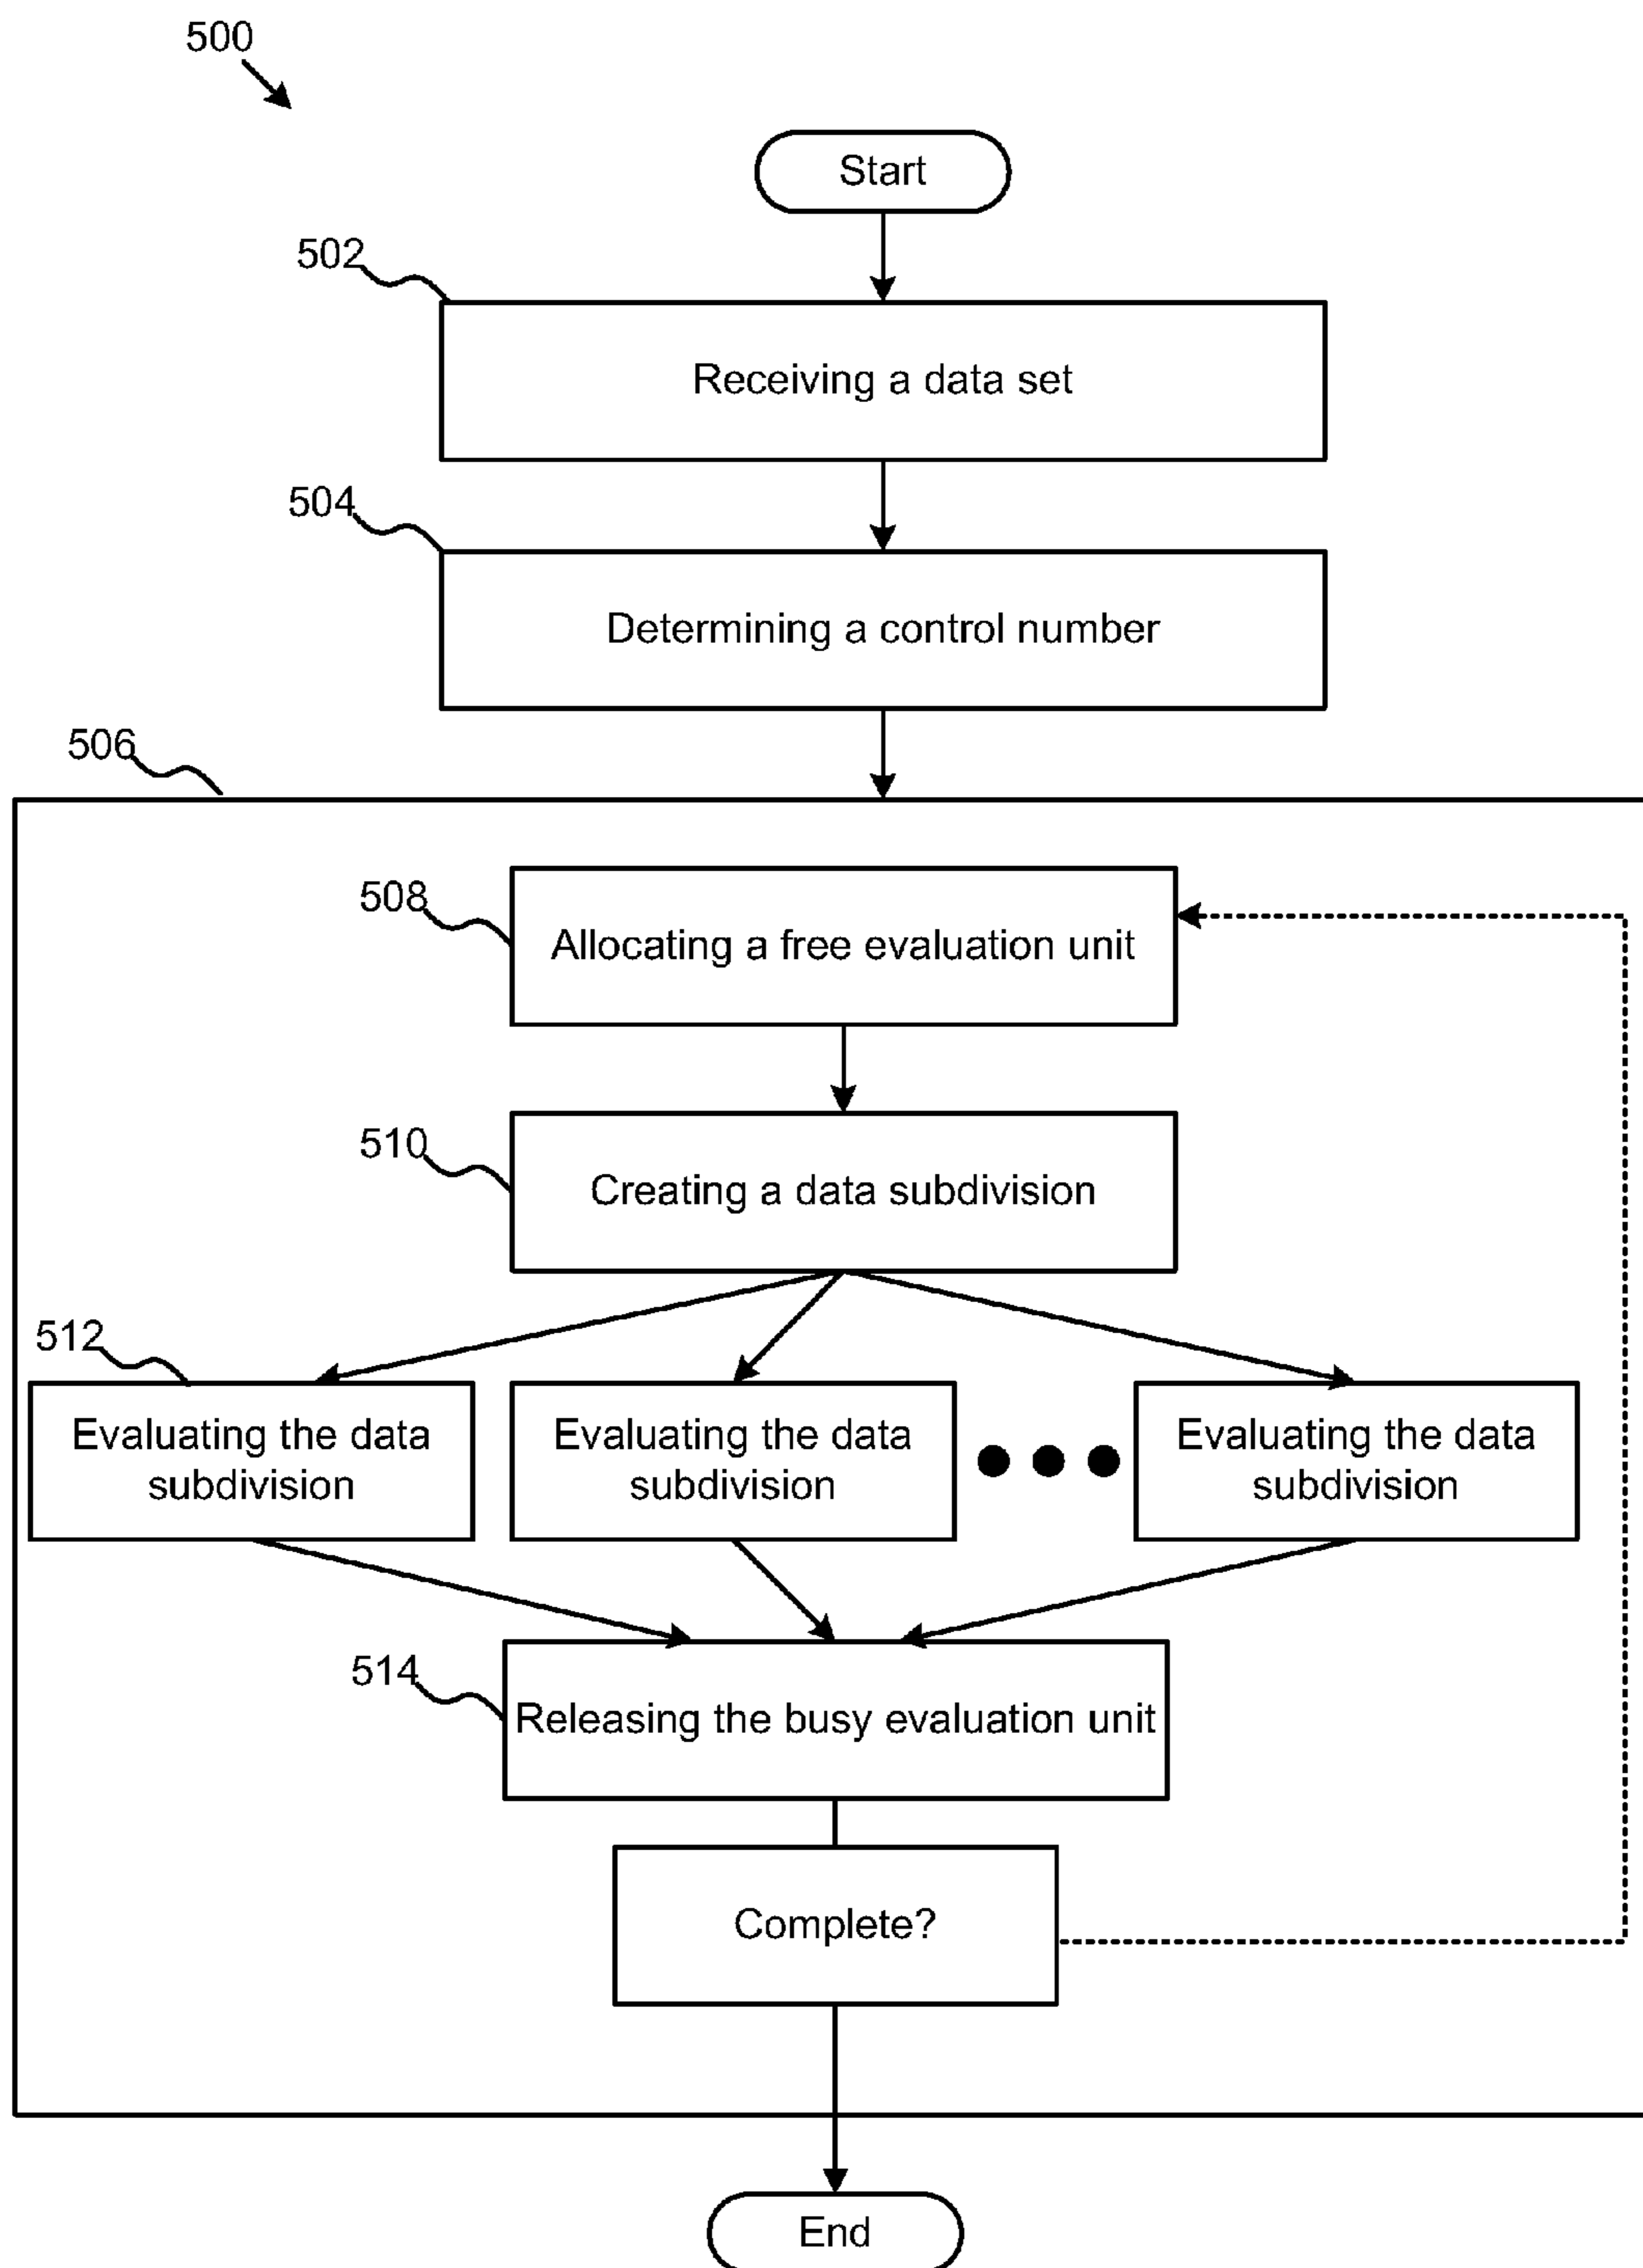 500
Start
502
Receiving a data set
504
Determining a control number
506
508
Allocating a free evaluation unit
510
Creating a data subdivision
512
Evaluating the data
subdivision
Evaluating the data
subdivision
Evaluating the data
subdivision
514
Releasing the busy evaluation unit
Complete?
End